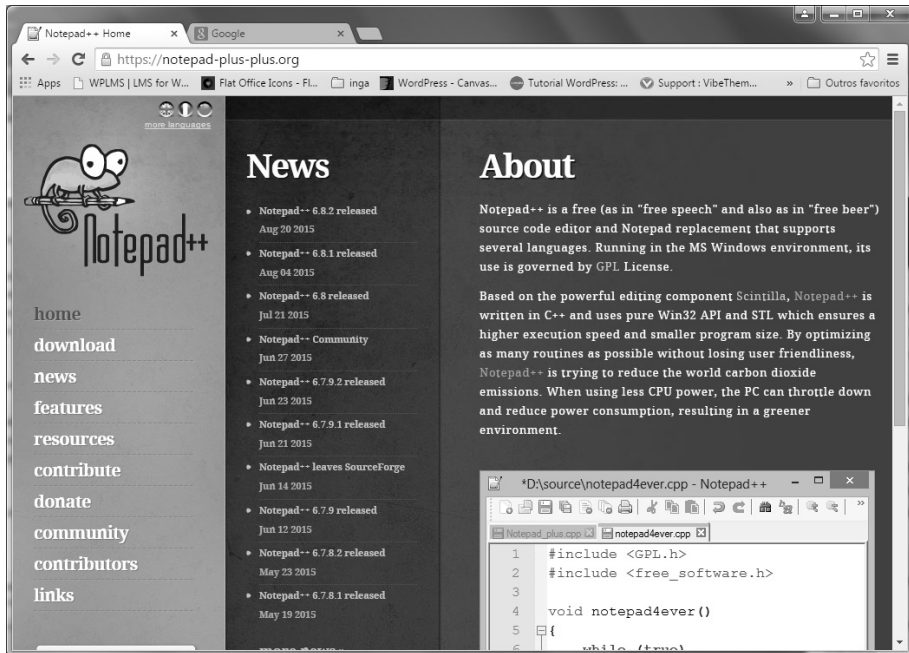 Notepad++ Home
Google
https://notepad-plus-plus.org
Apps
WPLMS | LMS for W...
Flat Office Icons - Fl...
inga
WordPress - Canvas...
Tutorial WordPress: ...
Support : VibeThem...
»
Outros favoritos
more languages
Notepad++
home
download
news
features
resources
contribute
donate
community
contributors
links
News
Notepad++ 6.8.2 released
Aug 20 2015
Notepad++ 6.8.1 released
Aug 04 2015
Notepad++ 6.8 released
Jul 21 2015
Notepad++ Community
Jun 27 2015
Notepad++ 6.7.9.2 released
Jun 23 2015
Notepad++ 6.7.9.1 released
Jun 21 2015
Notepad++ leaves SourceForge
Jun 14 2015
Notepad++ 6.7.9 released
Jun 12 2015
Notepad++ 6.7.8.2 released
May 23 2015
Notepad++ 6.7.8.1 released
May 19 2015
more news »
About
Notepad++ is a free (as in "free speech" and also as in "free beer")
source code editor and Notepad replacement that supports
several languages. Running in the MS Windows environment, its
use is governed by GPL License.
Based on the powerful editing component Scintilla, Notepad++ is
written in C++ and uses pure Win32 API and STL which ensures a
higher execution speed and smaller program size. By optimizing
as many routines as possible without losing user friendliness,
Notepad++ is trying to reduce the world carbon dioxide
emissions. When using less CPU power, the PC can throttle down
and reduce power consumption, resulting in a greener
environment.
*D:\source\notepad4ever.cpp - Notepad++
»
Notepad_plus.cpp
notepad4ever.cpp
1 #include <GPL.h>
2 #include <free_software.h>
3
4 void notepad4ever()
5 {
6 while (true)